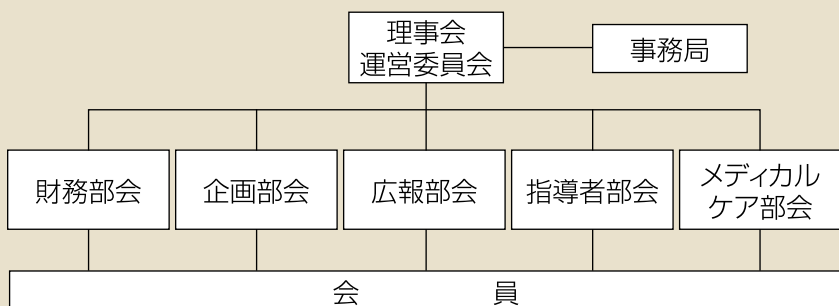 理事会
運営委員会
事務局
財務部会
企画部会
広報部会
指導者部会
メディカル
ケア部会
会員